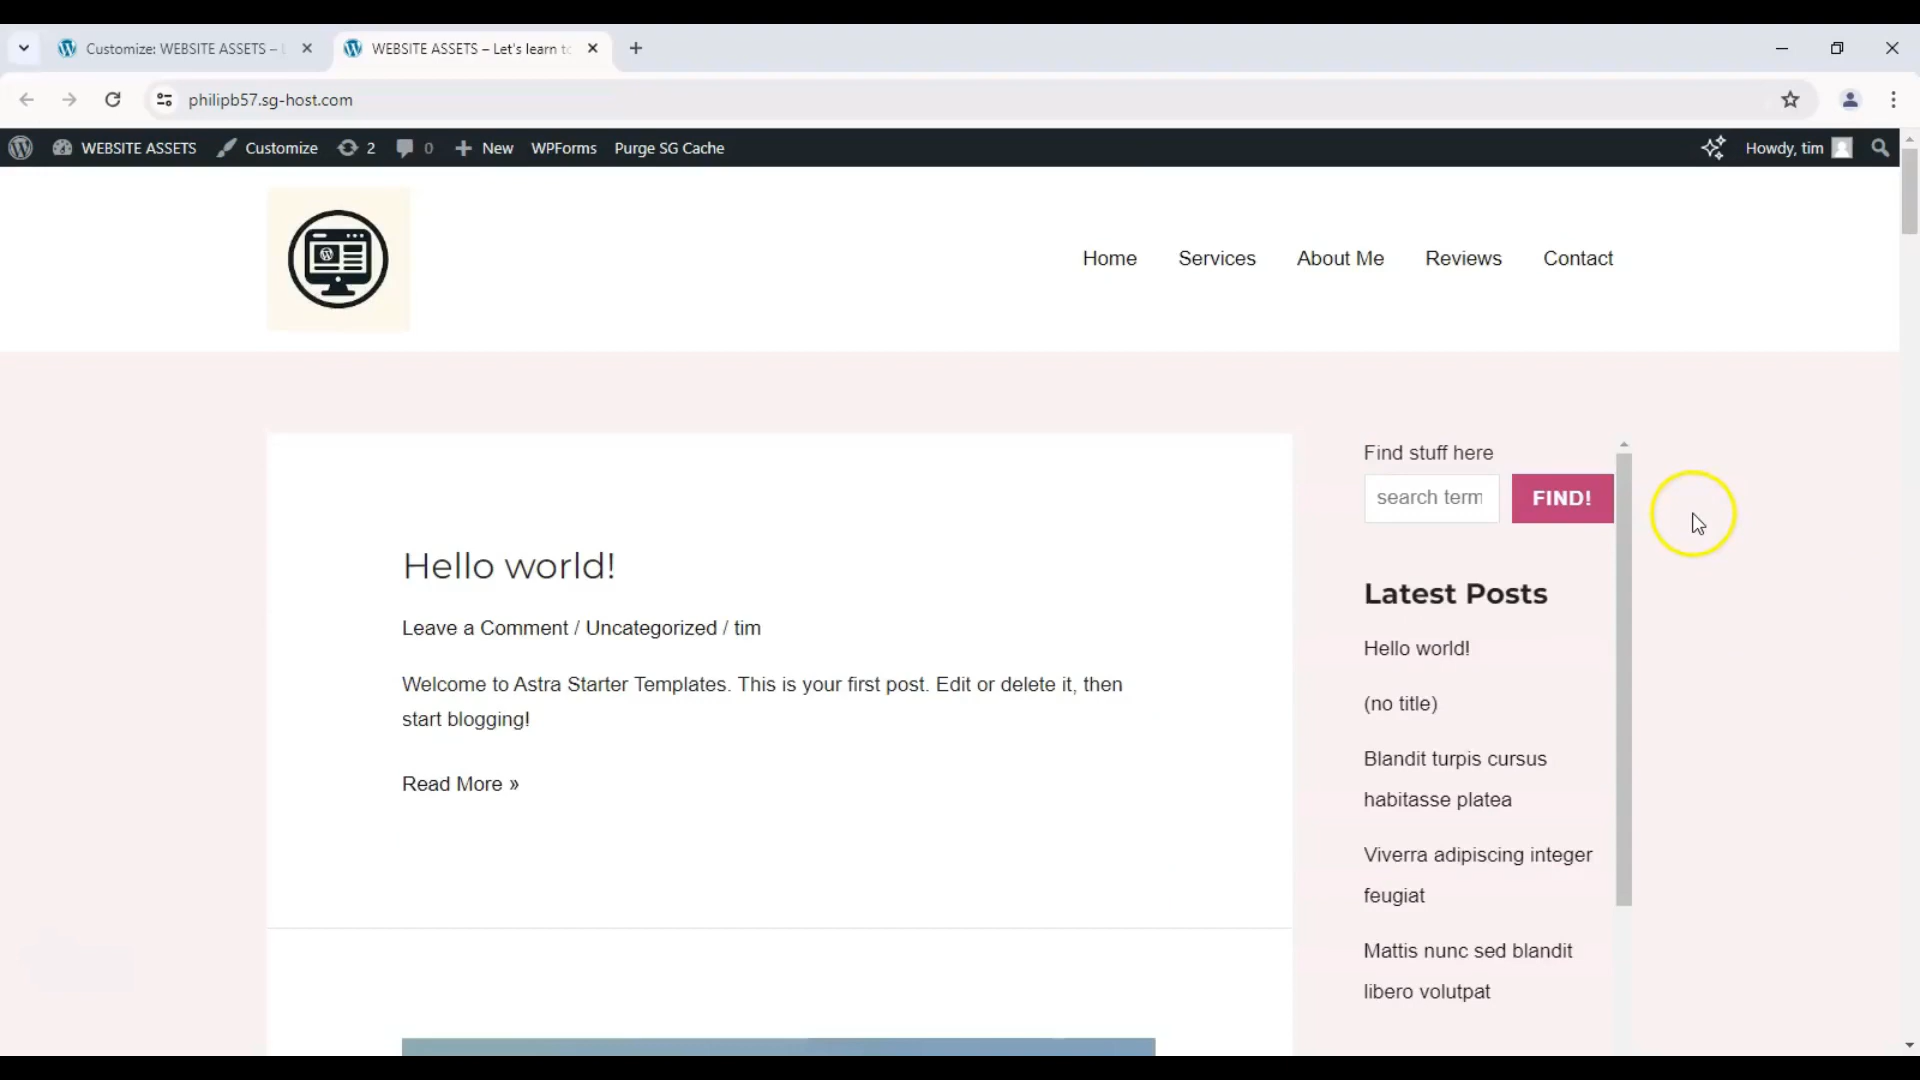 Customize: WEBSITE ASSETS –
WEBSITE ASSETS – Let's learn to
philipb57.sg-host.com
WEBSITE ASSETS Customize 2 0 New WPForms Purge SG Cache Howdy, tim
Home Services About Me Reviews Contact
Hello world!
Leave a Comment / Uncategorized / tim
Welcome to Astra Starter Templates. This is your first post. Edit or delete it, then
start blogging!
Read More »
Find stuff here
search term FIND!
Latest Posts
Hello world!
(no title)
Blandit turpis cursus
habitasse platea
Viverra adipiscing integer
feugiat
Mattis nunc sed blandit
libero volutpat